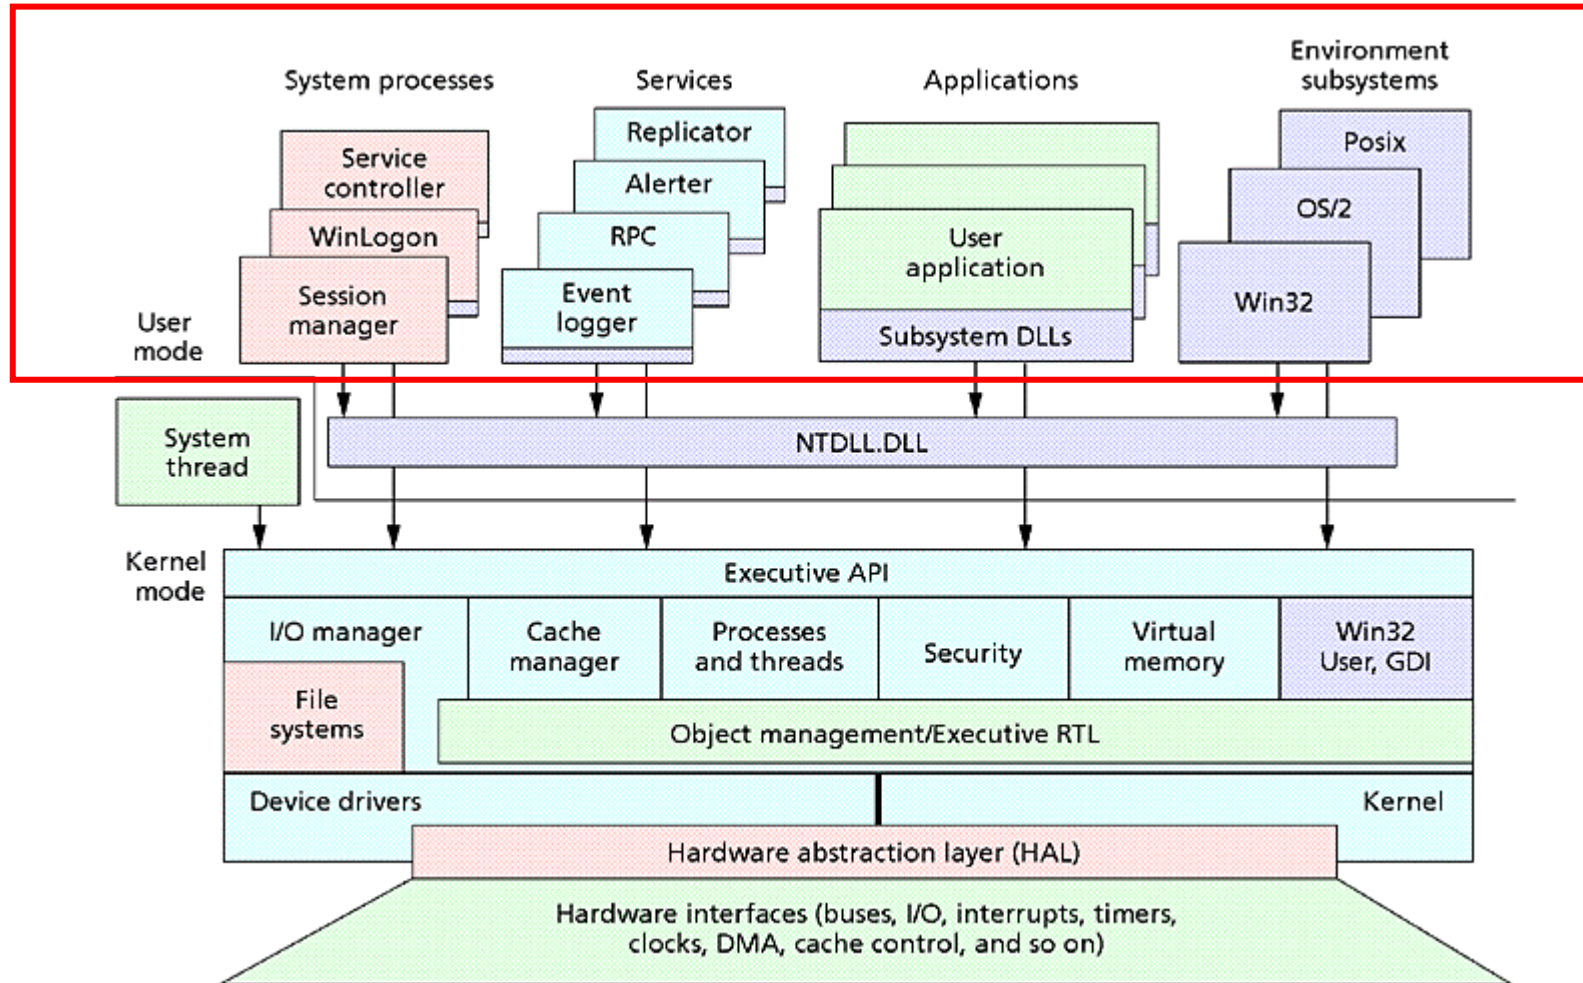 System processes
Services
Applications
Environment
subsystems
Service
controller
WinLogon
Session
manager
Replicator
Alerter
RPC
Event
logger
User
application
Subsystem DLLs
Posix
OS/2
Win32
User
mode
System
thread
NTDLL.DLL
Kernel
mode
Executive API
I/O manager
Cache
manager
Processes
and threads
Security
Virtual
memory
Win32
User, GDI
File
systems
Object management/Executive RTL
Device drivers
Kernel
Hardware abstraction layer (HAL)
Hardware interfaces (buses, I/O, interrupts, timers,
clocks, DMA, cache control, and so on)